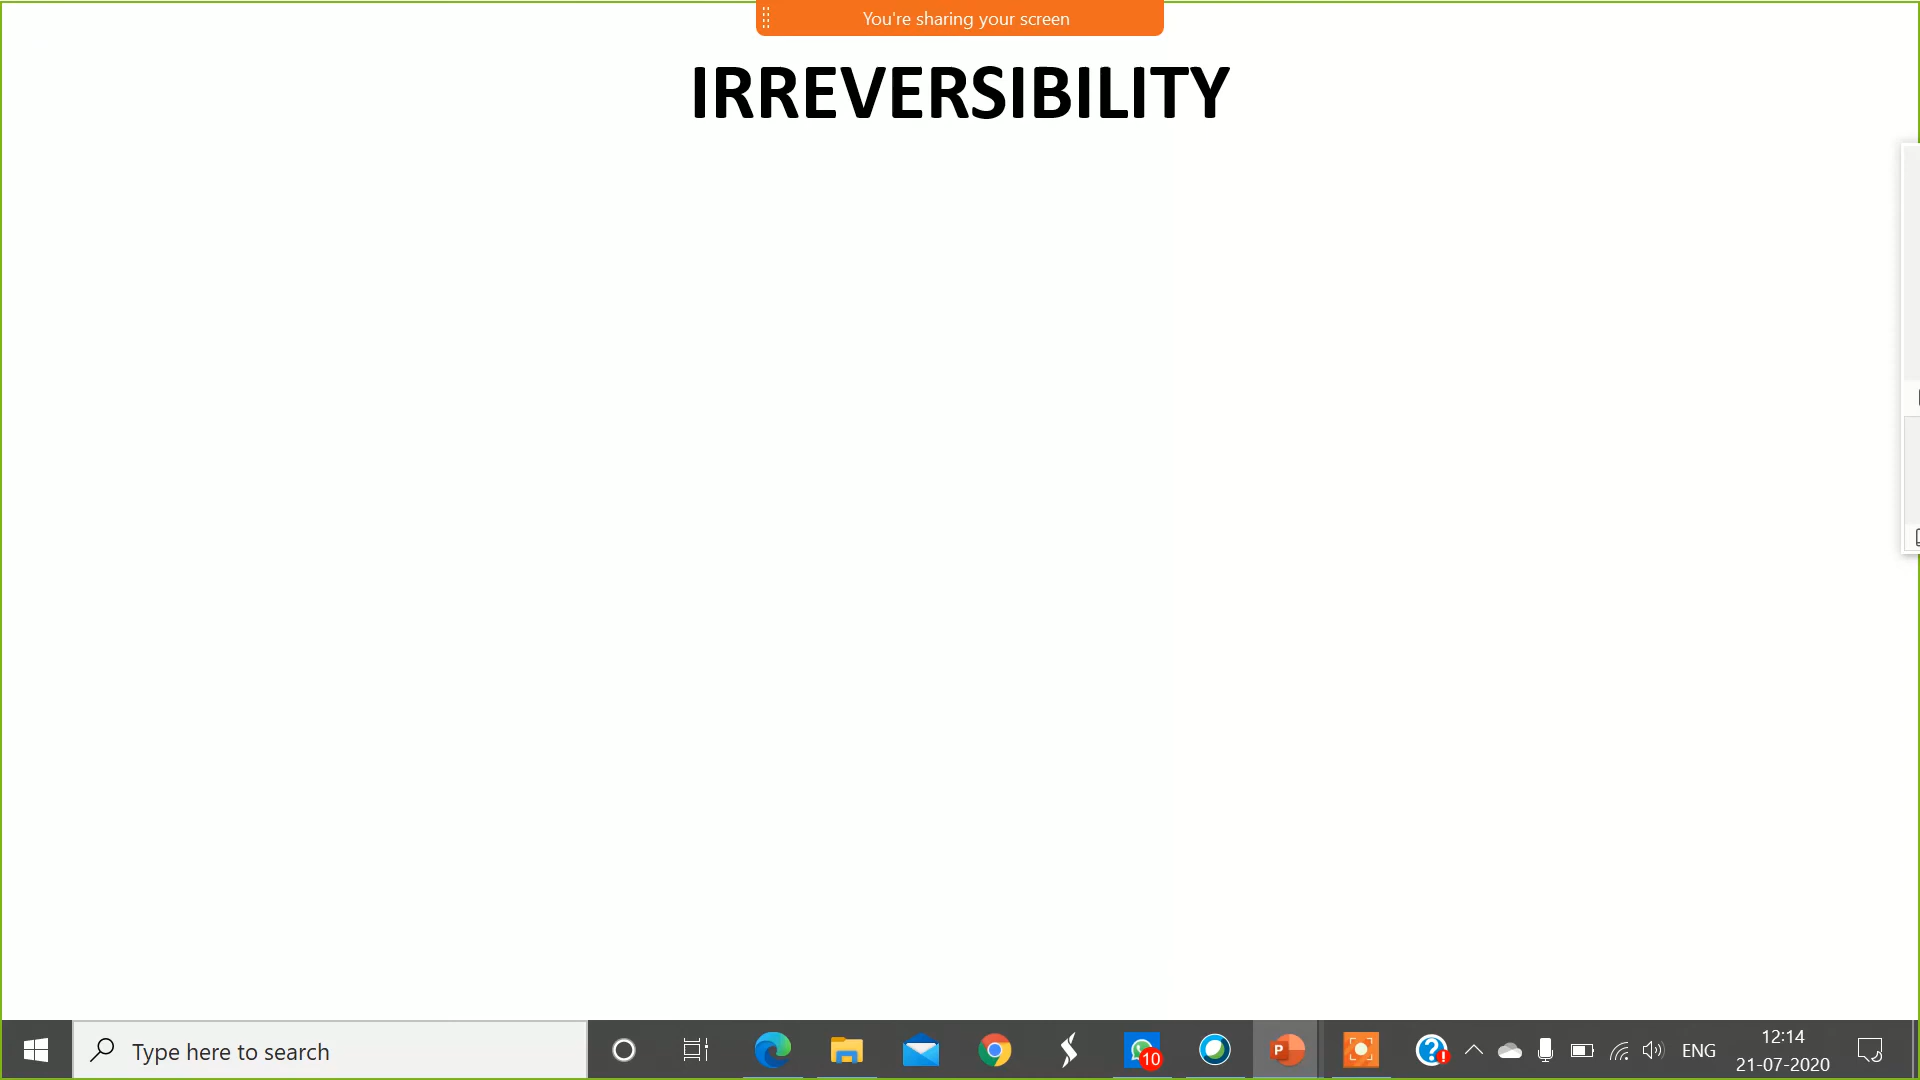 You're sharing your screen
IRREVERSIBILITY
Type here to search
10
P
ENG
12:14
21-07-2020